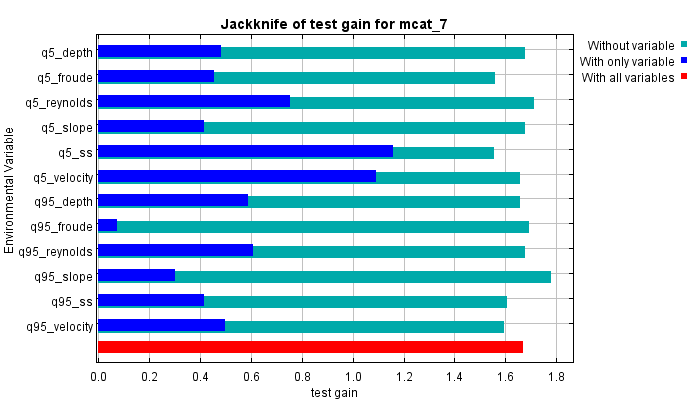 Jackknife of test gain for mcat_7
Without variable
With only variable
With all variables
Environmental Variable
q5_depth
q5_froude
q5_reynolds
q5_slope
q5_ss
q5_velocity
q95_depth
q95_froude
q95_reynolds
q95_slope
q95_ss
q95_velocity
0.0 0.2 0.4 0.6 0.8 1.0 1.2 1.4 1.6 1.8
test gain